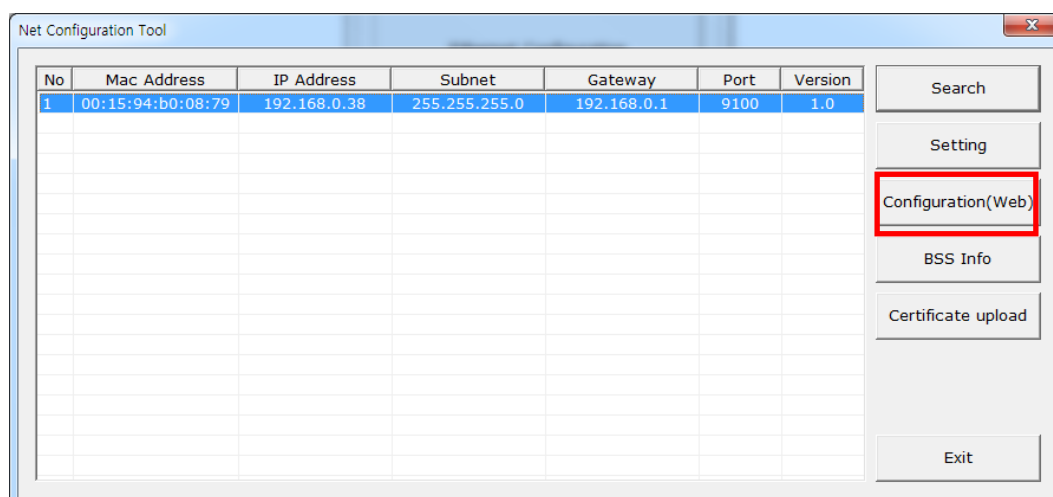 Net Configuration Tool
No Mac Address IP Address Subnet Gateway Port Version
1 00:15:94:b0:08:79 192.168.0.38 255.255.255.0 192.168.0.1 9100 1.0
Search
Setting
Configuration(Web)
BSS Info
Certificate upload
Exit